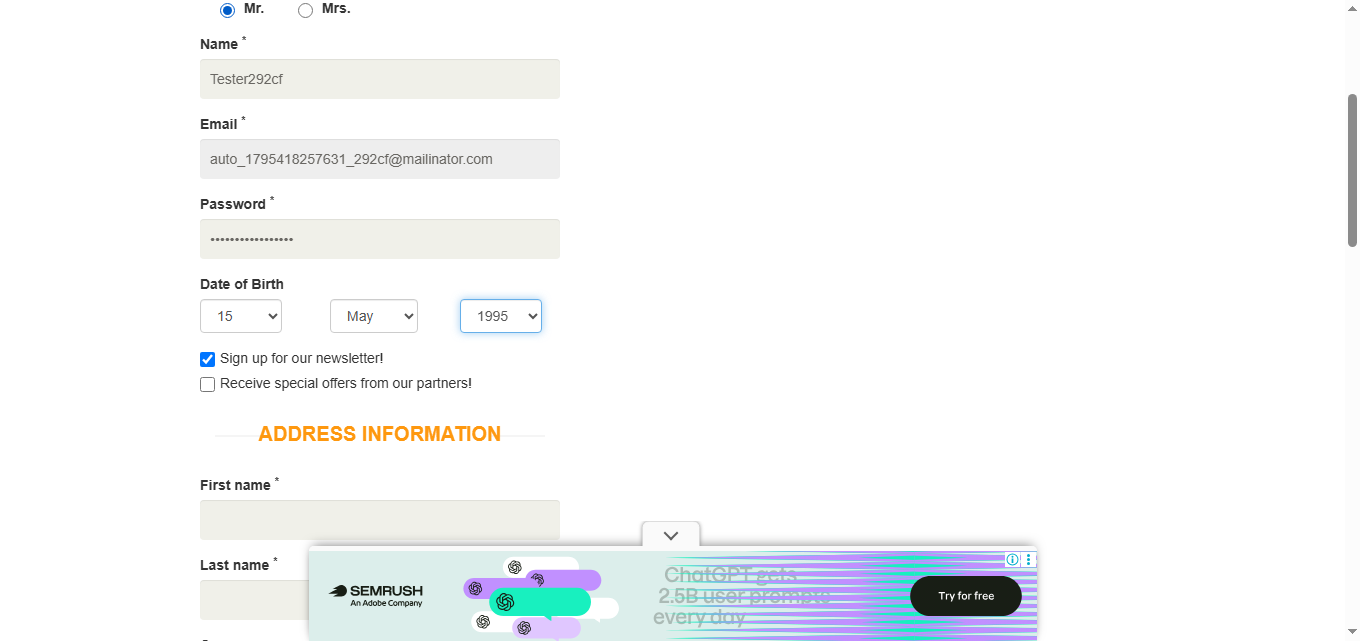 Mr. Mrs.
Name *
Tester292cf
Email *
auto_1795418257631_292cf@mailinator.com
Password *
•••••••••••••••••
Date of Birth
15 May 1995
Sign up for our newsletter!
Receive special offers from our partners!
ADDRESS INFORMATION
First name *
Last name *
SEMRUSH
An Adobe Company
ChatGPT gets
2.5B user prompts
every day
Try for free